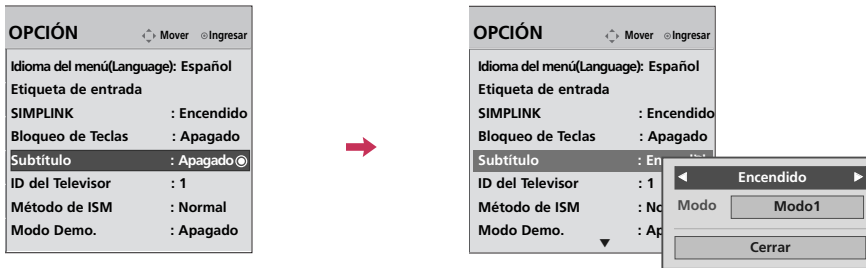 OPCIÓN Mover Ingresar
Idioma del menú(Language): Español
Etiqueta de entrada
SIMPLINK : Encendido
Bloqueo de Teclas : Apagado
Subtítulo : Apagado
ID del Televisor : 1
Método de ISM : Normal
Modo Demo. : Apagado
OPCIÓN Mover Ingresar
Idioma del menú(Language): Español
Etiqueta de entrada
SIMPLINK : Encendido
Bloqueo de Teclas : Apagado
Subtítulo :
ID del Televisor : 1
Método de ISM :
Modo Demo. :
Encendido
Modo Modo1
Cerrar